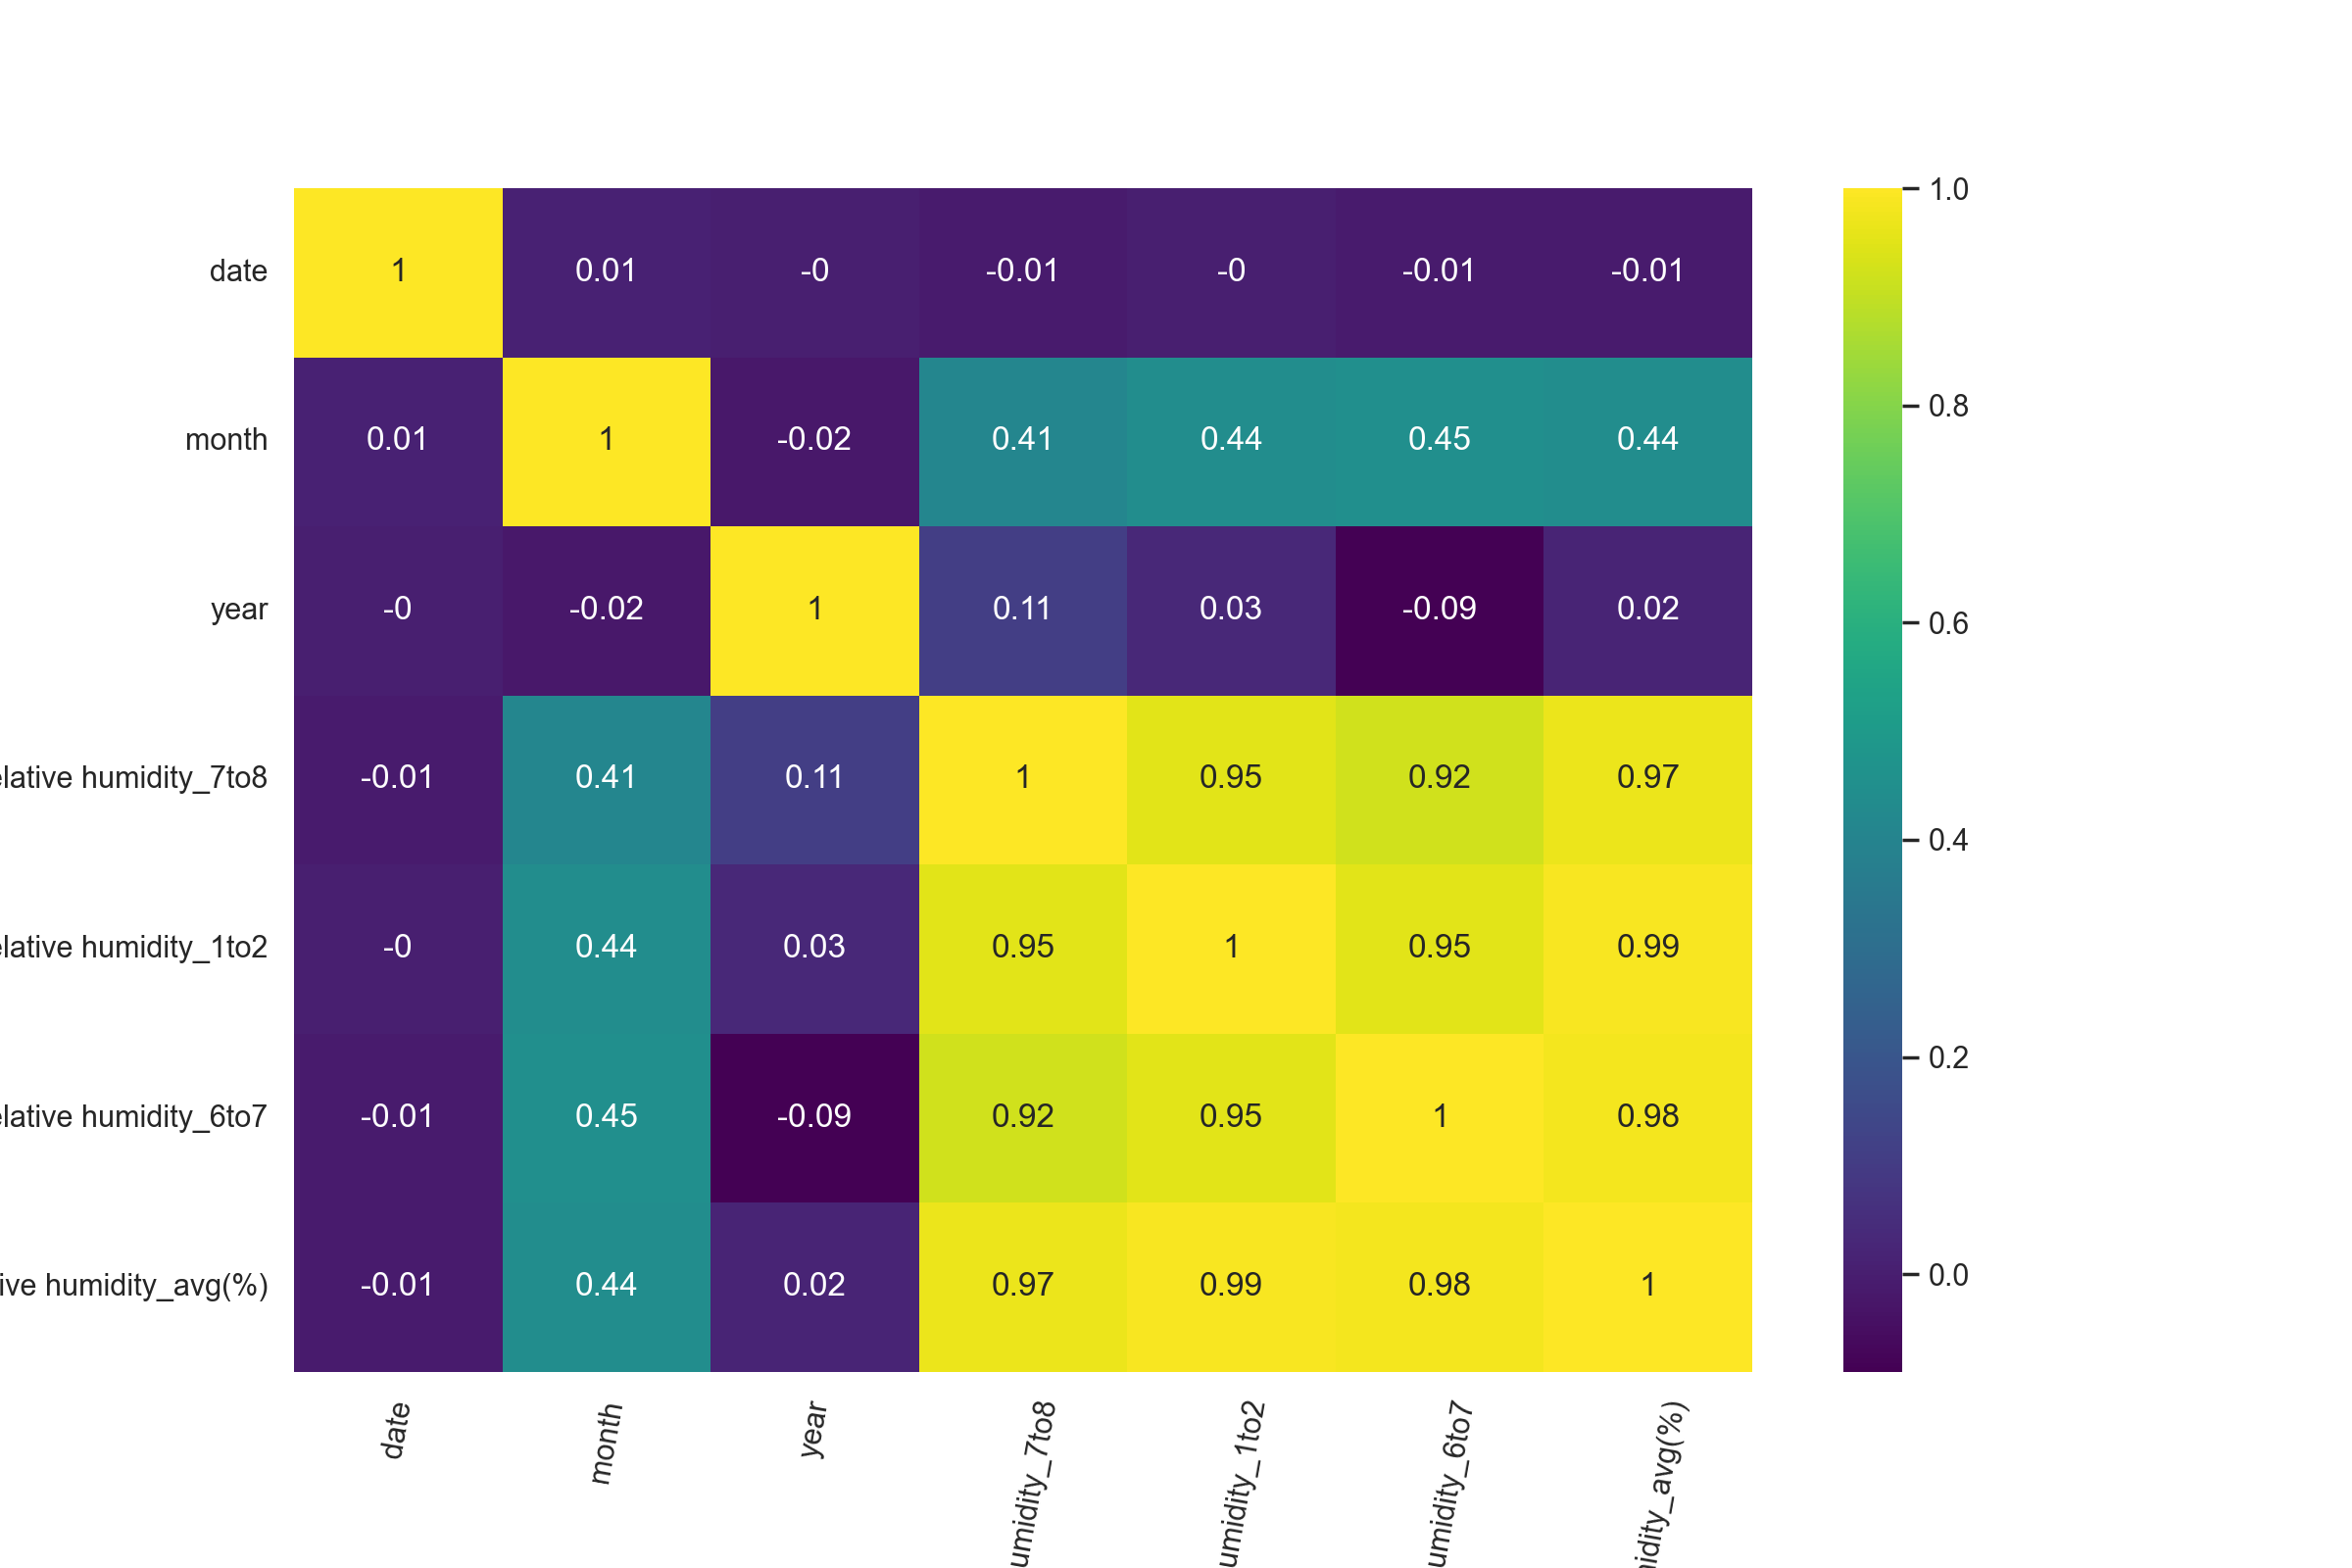 date 1 0.01 -0 -0.01 -0 -0.01 -0.01
month 0.01 1 -0.02 0.41 0.44 0.45 0.44
year -0 -0.02 1 0.11 0.03 -0.09 0.02
elative humidity_7to8 -0.01 0.41 0.11 1 0.95 0.92 0.97
elative humidity_1to2 -0 0.44 0.03 0.95 1 0.95 0.99
elative humidity_6to7 -0.01 0.45 -0.09 0.92 0.95 1 0.98
ive humidity_avg(%) -0.01 0.44 0.02 0.97 0.99 0.98 1
date
month
year
umidity_7to8
umidity_1to2
umidity_6to7
midity_avg(%)
1.0
0.8
0.6
0.4
0.2
0.0